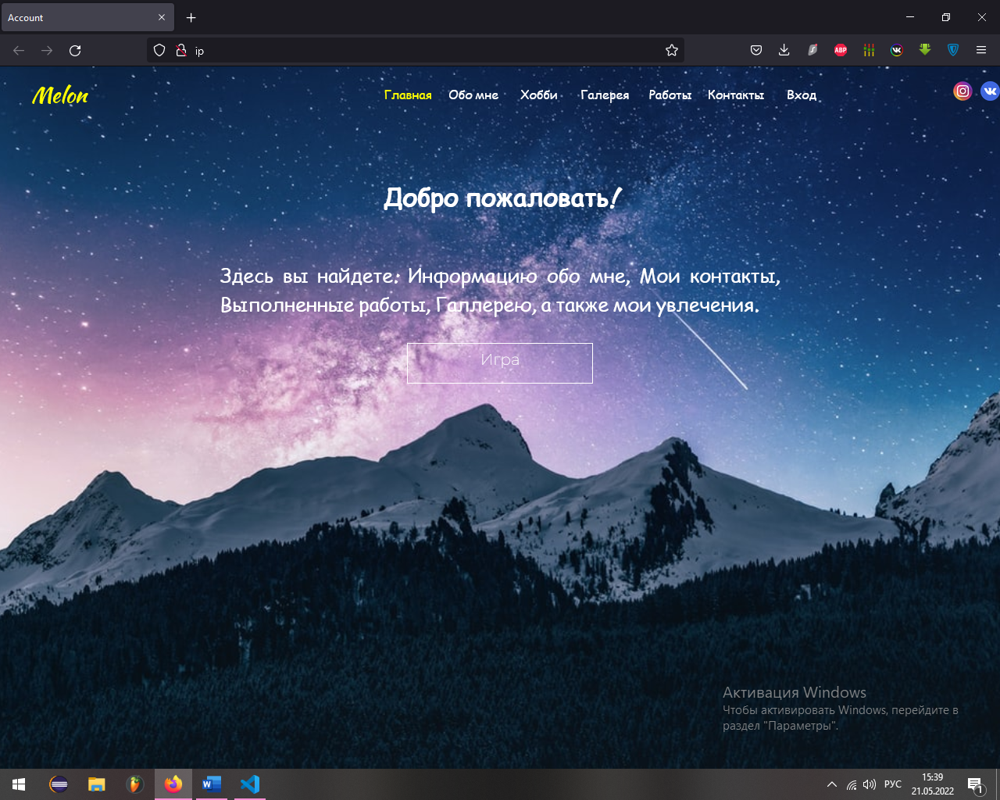 Account
ip
ABP
Melon
Главная Обо мне Хобби Галерея Работы Контакты Вход
Добро пожаловать!
Здесь вы найдете: Информацию обо мне, Мои контакты,
Выполненные работы, Галлерею, а также мои увлечения.
Игра
Активация Windows
Чтобы активировать Windows, перейдите в
раздел "Параметры".
РУС
15:39
21.05.2022
1